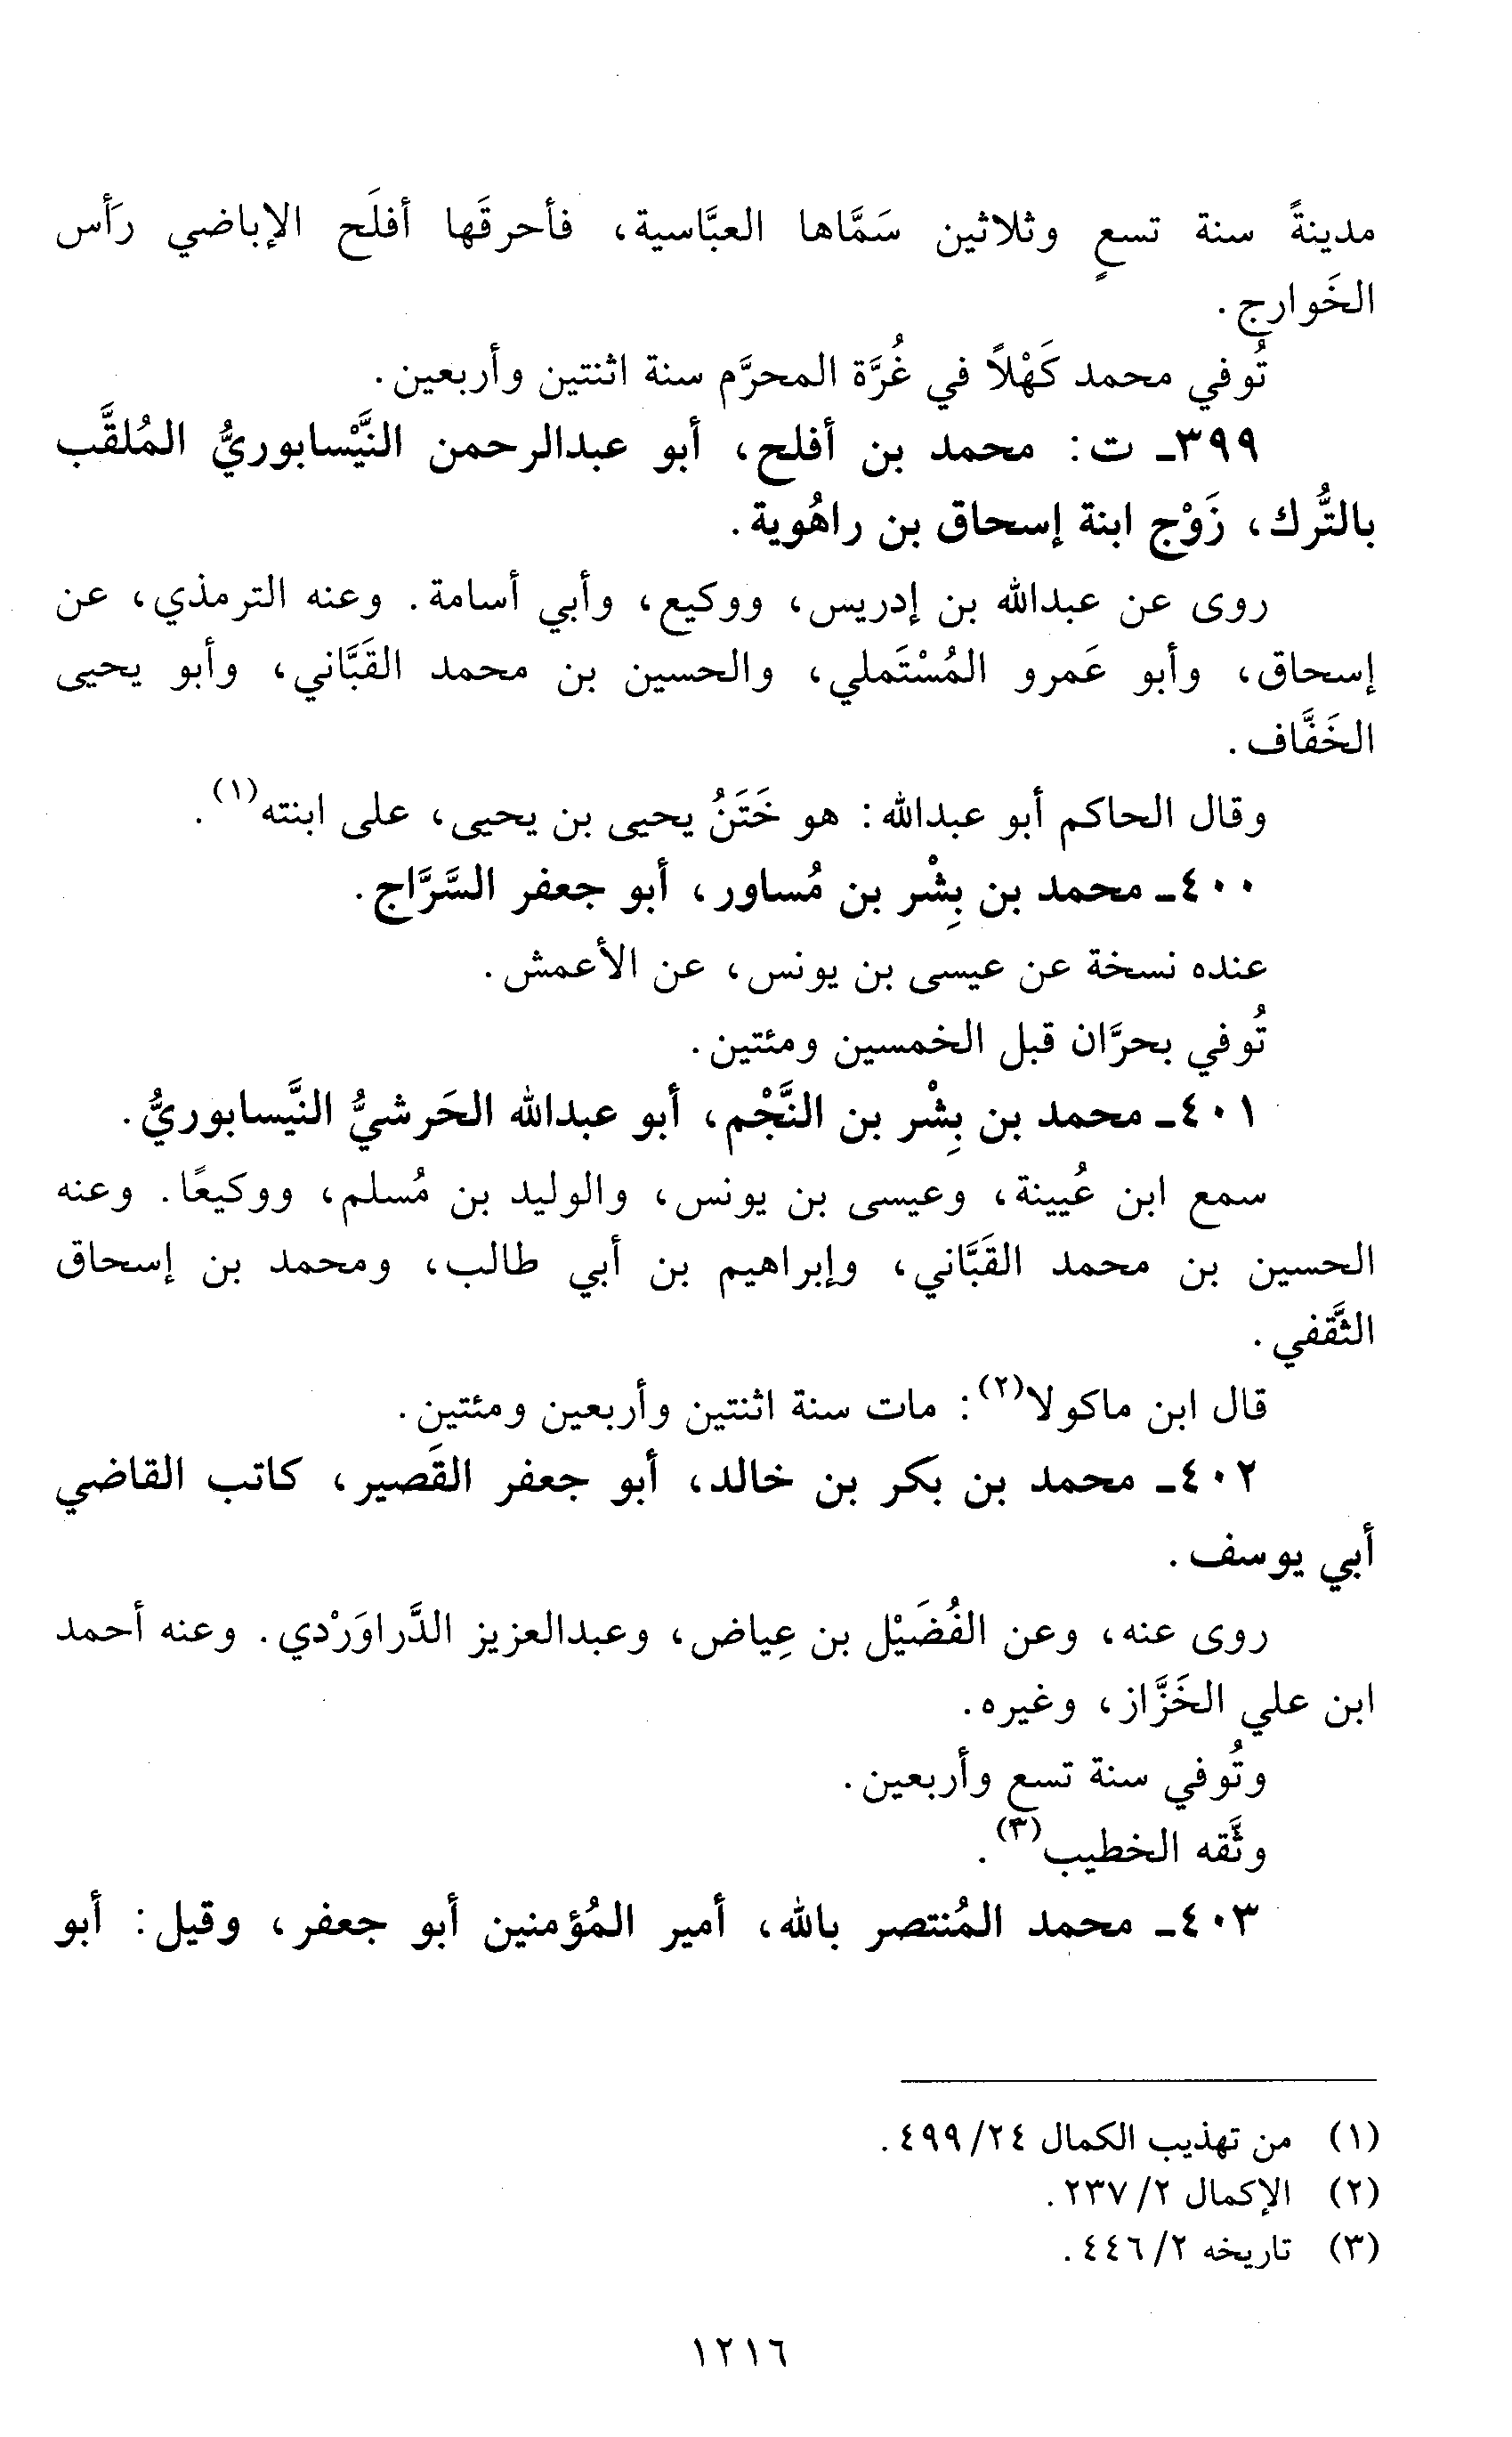 مدينةً سنة تسعٍ وثلاثين سَمَّاها العبَّاسية، فأحرقَها أفلَح الإباضي رَأس
الخَوارج.
تُوفي محمد كَهْلاً في غُرَّة المحرَّم سنة اثنتين وأربعين.
٣٩٩ـ ت: محمد بن أفلح، أبو عبدالرحمن النَّيْسابوريُّ المُلقَّب
بالتُّرك، زَوْج ابنة إسحاق بن راهُوية.
روى عن عبدالله بن إدريس، ووكيع، وأبي أسامة. وعنه الترمذي، عن
إسحاق، وأبو عَمرو المُسْتَملي، والحسين بن محمد القَبَّاني، وأبو يحيى
الخَفَّاف.
وقال الحاكم أبو عبدالله: هو خَتَنُ يحيى بن يحيى، على ابنته(١).
٤٠٠ـ محمد بن بِشْر بن مُساور، أبو جعفر السَّرَّاج.
عنده نسخة عن عيسى بن يونس، عن الأعمش.
تُوفي بحرَّان قبل الخمسين ومئتين.
٤٠١ـ محمد بن بِشْر بن النَّجْم، أبو عبدالله الحَرشيُّ النَّيسابوريُّ.
سمع ابن عُيينة، وعيسى بن يونس، والوليد بن مُسلم، ووكيعًا. وعنه
الحسين بن محمد القَبَّاني، وإبراهيم بن أبي طالب، ومحمد بن إسحاق
الثَّقفي.
قال ابن ماكولا(٢): مات سنة اثنتين وأربعين ومئتين.
٤٠٢ـ محمد بن بكر بن خالد، أبو جعفر القَصير، كاتب القاضي
أبي يوسف.
روى عنه، وعن الفُضَيْل بن عِياض، وعبدالعزيز الدَّراوَرْدي. وعنه أحمد
ابن علي الخَزَّاز، وغيره.
وتُوفي سنة تسع وأربعين.
وثَّقه الخطيب(٣).
٤٠٣ـ محمد المُنتصر بالله، أمير المُؤمنين أبو جعفر، وقيل: أبو
(١) من تهذيب الكمال ٢٤/ ٤٩٩.
(٢) الإكمال ٢/ ٢٣٧.
(٣) تاريخه ٢/ ٤٤٦.
١٢١٦